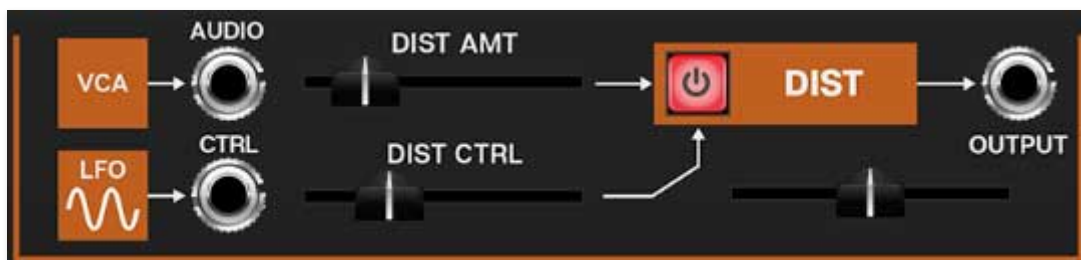 VCA
AUDIO
DIST AMT
DIST
OUTPUT
LFO
CTRL
DIST CTRL